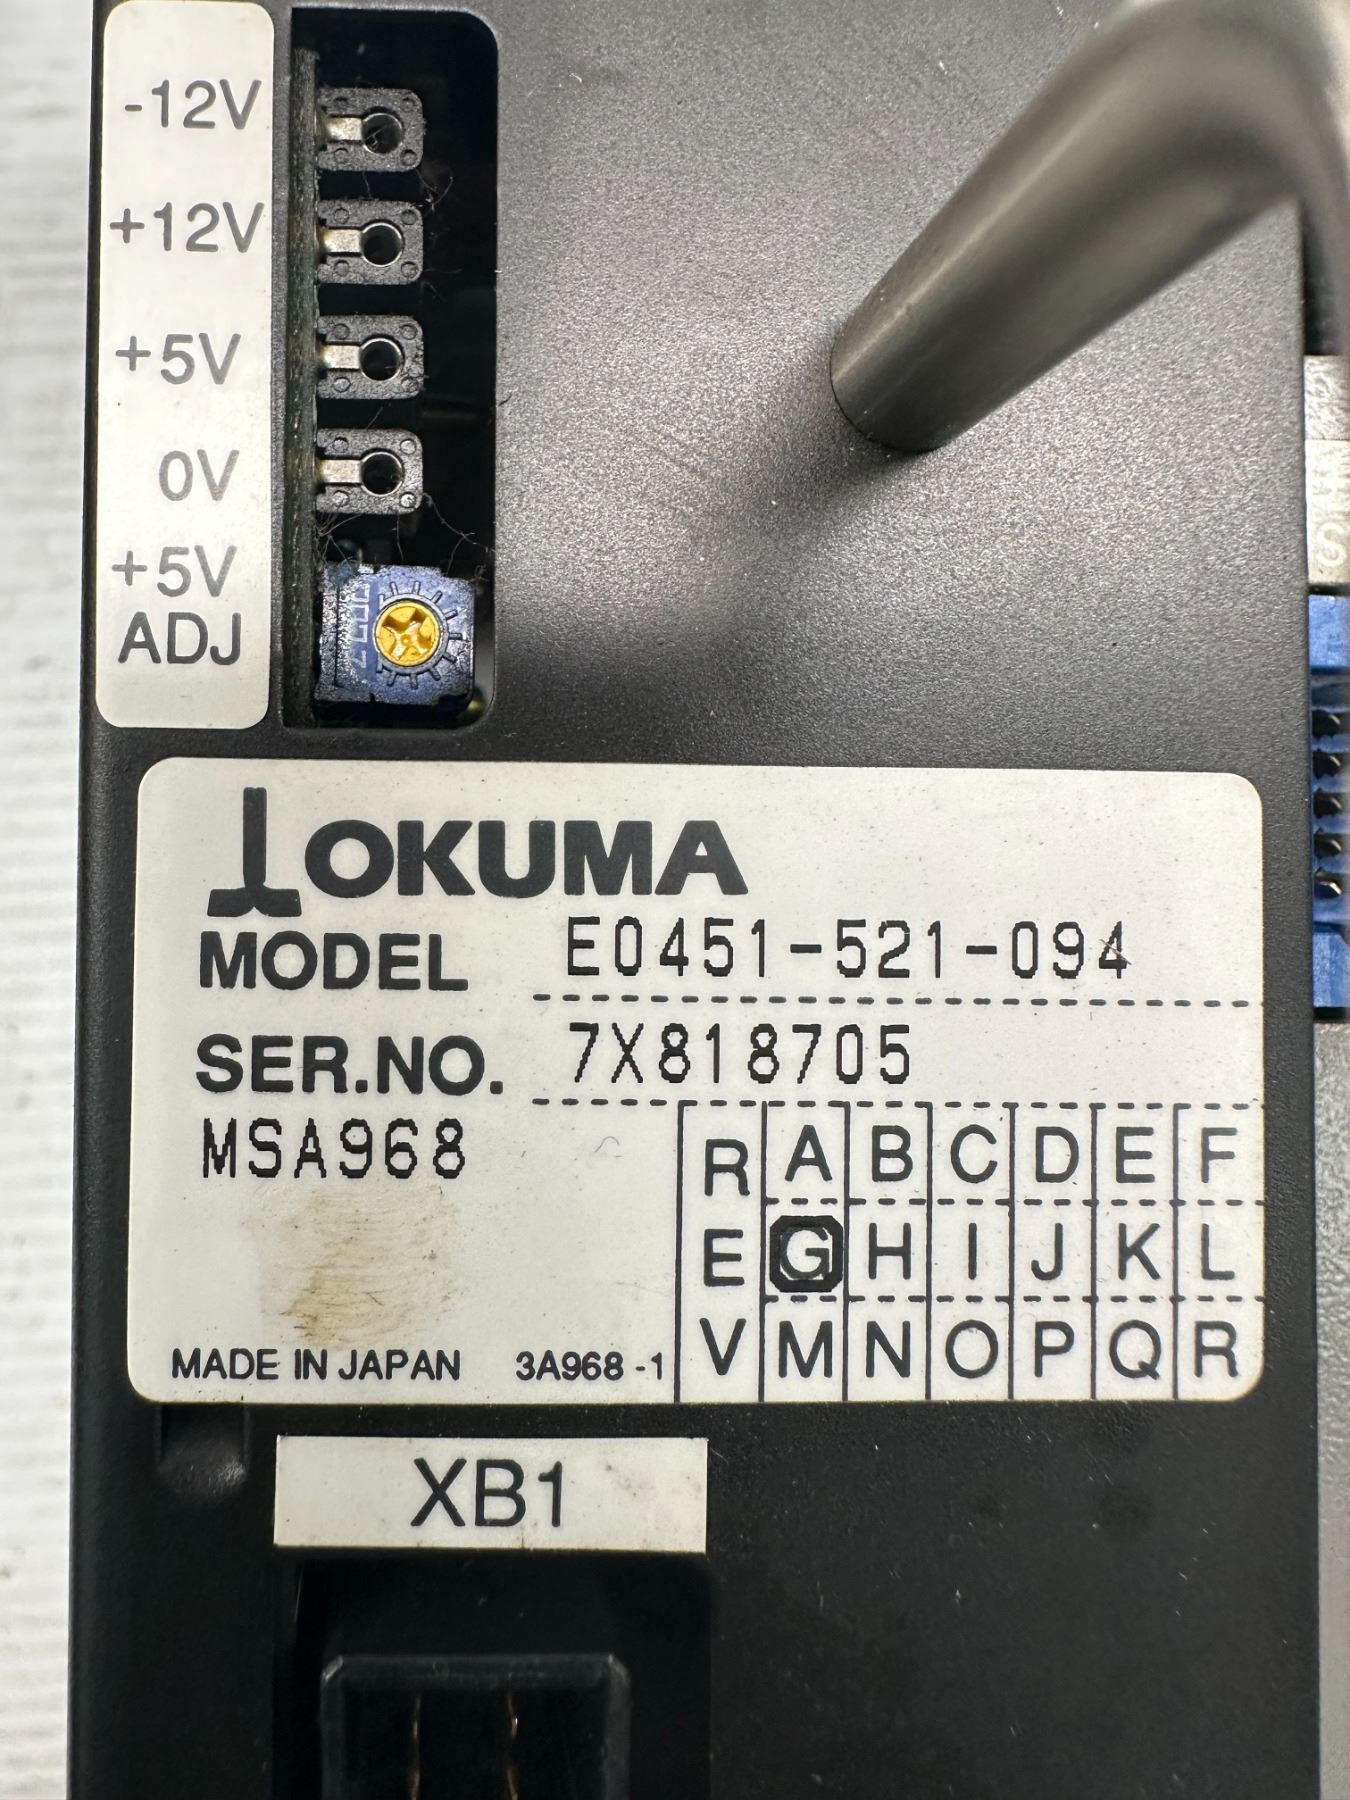 -12V
+12V
+5V
0V
+5V
ADJ
OKUMA
MODEL E0451-521-094
SER.NO. 7X818705
MSA968
R A B C D E F
E G H I J K L
V M N O P Q R
MADE IN JAPAN 3A968-1
XB1